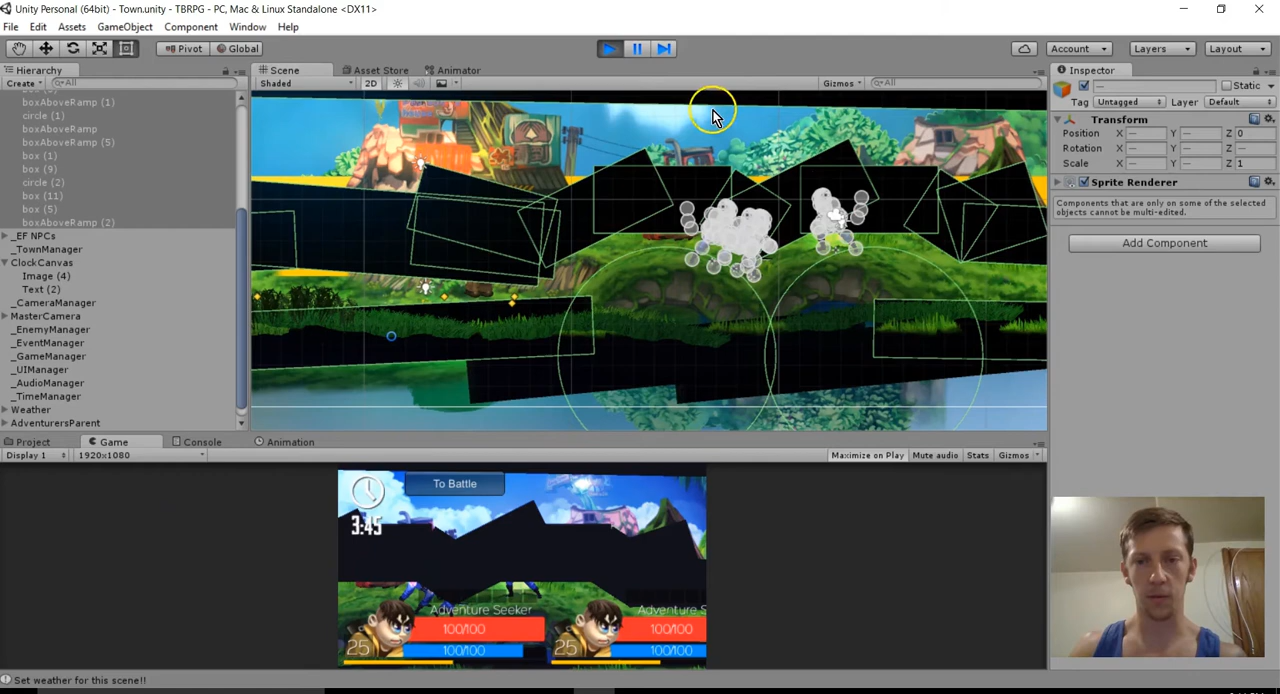 Unity Personal (64bit) - Town.unity - TBRPG - PC, Mac & Linux Standalone <DX11>
File Edit Assets GameObject Component Window Help
Pivot Global Account Layers Layout
Hierarchy Scene Asset Store Animator Inspector
Create All Shaded 2D Gizmos All Static
boxAboveRamp (1) Tag Untagged Layer Default
circle (1) Transform
boxAboveRamp Position X — Y — Z 0
boxAboveRamp (5) Rotation X — Y — Z —
box (1) Scale X — Y — Z 1
box (9)
circle (2) Sprite Renderer
box (11) Components that are only on some of the selected
box (5) objects cannot be multi-edited.
boxAboveRamp (2)
_EF NPCs Add Component
_TownManager
ClockCanvas
Image (4)
Text (2)
_CameraManager
MasterCamera
_EnemyManager
_EventManager
_GameManager
_UIManager
_AudioManager
_TimeManager
Weather
AdventurersParent
Project Game Console Animation
Display 1 1920x1080 Maximize on Play Mute audio Stats Gizmos
To Battle
3:45
Adventure Seeker Adventure S
100/100 100/100
25 100/100 25 100/100
Set weather for this scene!!